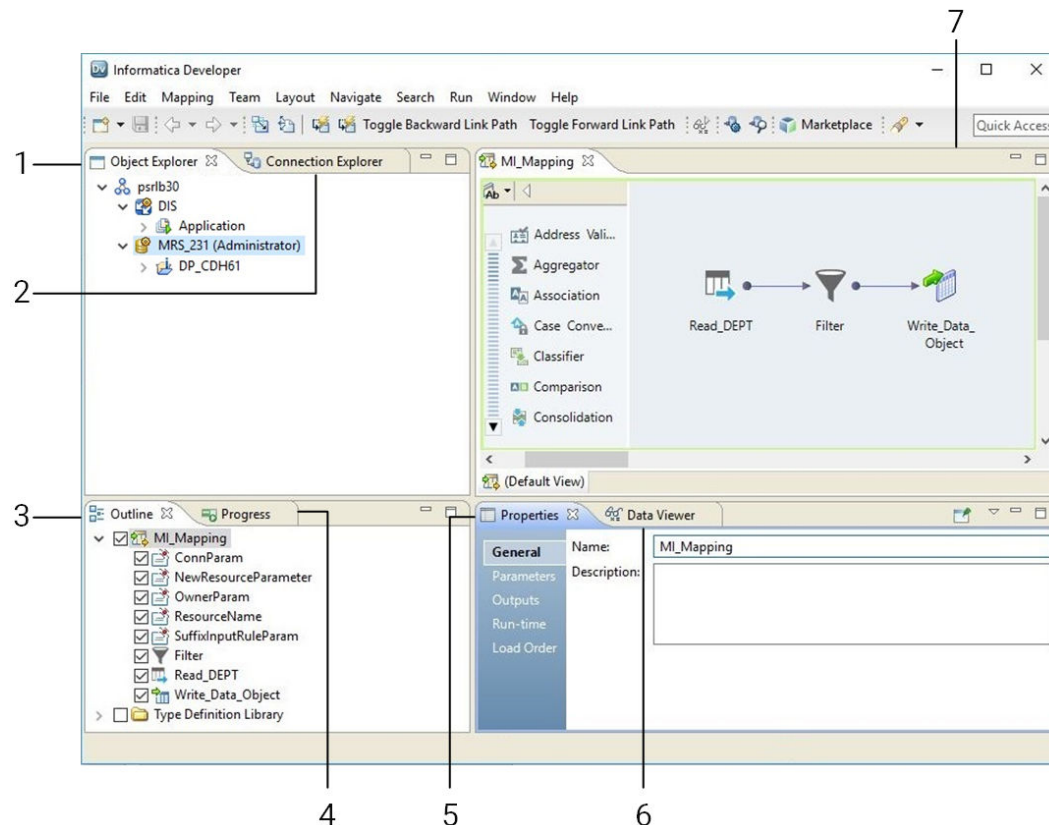 7
Informatica Developer
File Edit Mapping Team Layout Navigate Search Run Window Help
Toggle Backward Link Path Toggle Forward Link Path Marketplace Quick Access
1
Object Explorer Connection Explorer
psrlb30
DIS
Application
MRS_231 (Administrator)
DP_CDH61
2
MI_Mapping
Ab
Address Vali...
Aggregator
Association
Case Conve...
Classifier
Comparison
Consolidation
Read_DEPT
Filter
Write_Data_
Object
(Default View)
3
Outline Progress
MI_Mapping
ConnParam
NewResourceParameter
OwnerParam
ResourceName
SuffixInputRuleParam
Filter
Read_DEPT
Write_Data_Object
Type Definition Library
Properties Data Viewer
General
Parameters
Outputs
Run-time
Load Order
Name: MI_Mapping
Description:
4 5 6